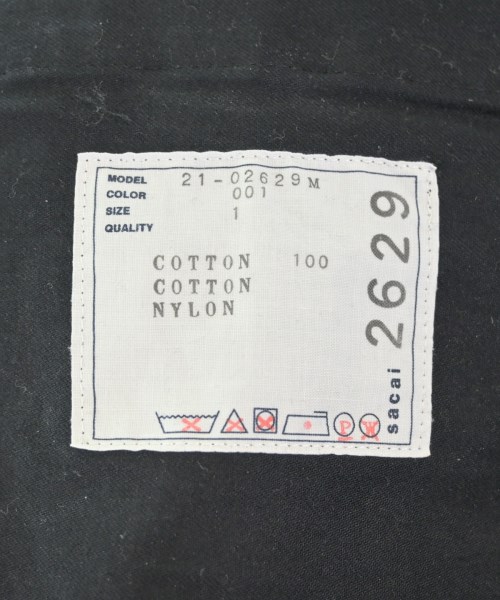 MODEL 21-02629M
COLOR 001
SIZE 1
QUALITY
COTTON 100
COTTON
NYLON
P W
sacai 2629